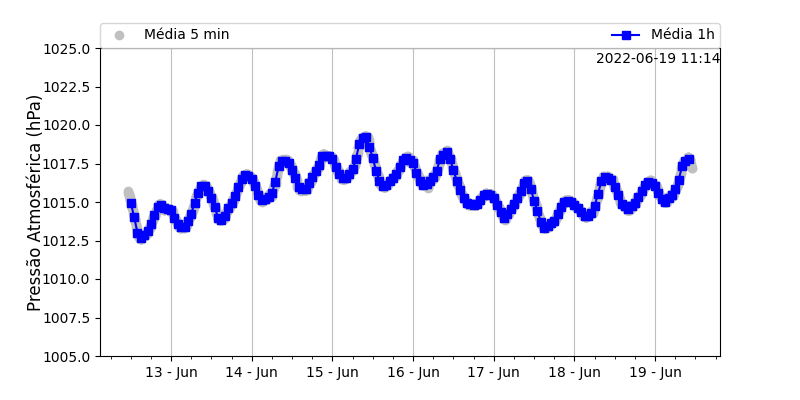 Média 5 min
Média 1h
2022-06-19 11:14
Pressão Atmosférica (hPa)
1025.0
1022.5
1020.0
1017.5
1015.0
1012.5
1010.0
1007.5
1005.0
13 - Jun
14 - Jun
15 - Jun
16 - Jun
17 - Jun
18 - Jun
19 - Jun